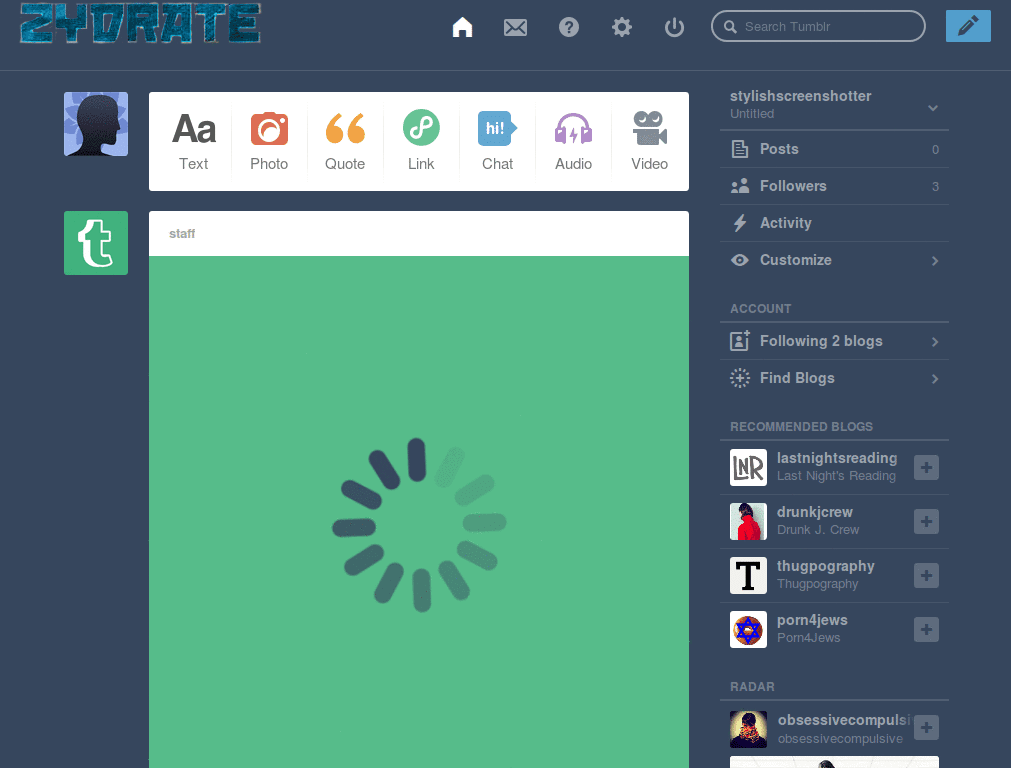 ZYDRATE
Search Tumblr
Aa
hi!
Text
Photo
Quote
Link
Chat
Audio
Video
staff
stylishscreenshotter
Untitled
Posts 0
Followers 3
Activity
Customize
ACCOUNT
Following 2 blogs
Find Blogs
RECOMMENDED BLOGS
LNR
lastnightsreading
Last Night's Reading
drunkjcrew
Drunk J. Crew
T
thugpography
Thugpography
porn4jews
Porn4Jews
RADAR
obsessivecompulsi
obsessivecompulsive